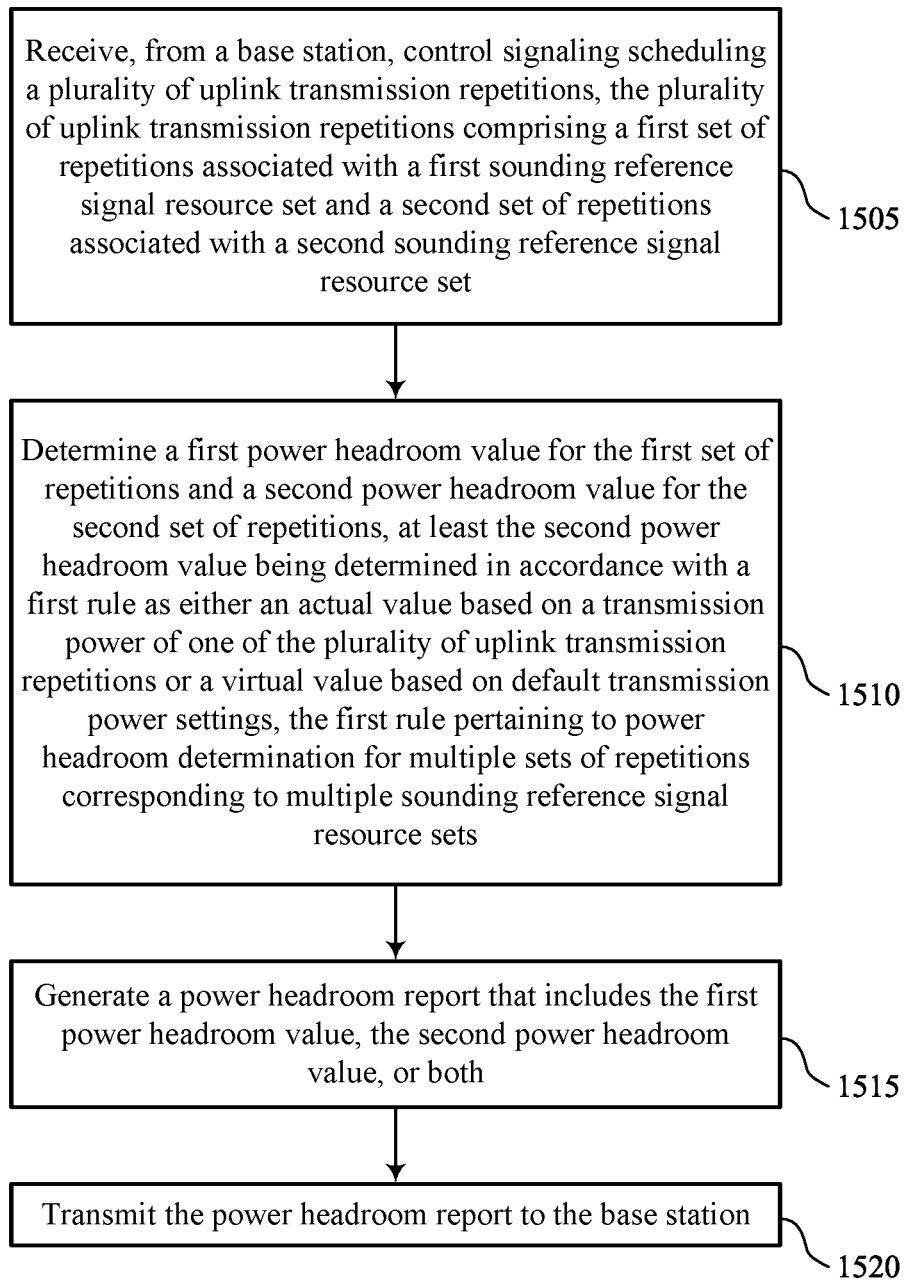 Receive, from a base station, control signaling scheduling
a plurality of uplink transmission repetitions, the plurality
of uplink transmission repetitions comprising a first set of
repetitions associated with a first sounding reference
signal resource set and a second set of repetitions
associated with a second sounding reference signal
resource set
1505
Determine a first power headroom value for the first set of
repetitions and a second power headroom value for the
second set of repetitions, at least the second power
headroom value being determined in accordance with a
first rule as either an actual value based on a transmission
power of one of the plurality of uplink transmission
repetitions or a virtual value based on default transmission
power settings, the first rule pertaining to power
headroom determination for multiple sets of repetitions
corresponding to multiple sounding reference signal
resource sets
1510
Generate a power headroom report that includes the first
power headroom value, the second power headroom
value, or both
1515
Transmit the power headroom report to the base station
1520